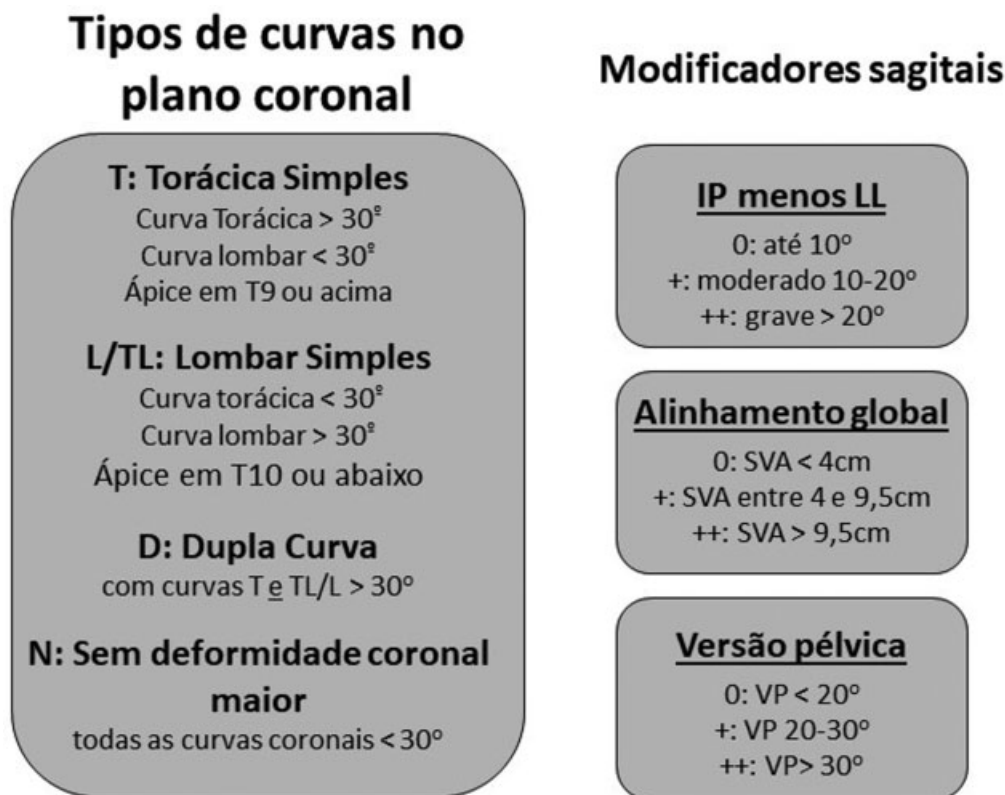 Tipos de curvas no
plano coronal
T: Torácica Simples
Curva Torácica > 30º
Curva lombar < 30º
Ápice em T9 ou acima
L/TL: Lombar Simples
Curva torácica < 30º
Curva lombar > 30º
Ápice em T10 ou abaixo
D: Dupla Curva
com curvas T e TL/L > 30º
N: Sem deformidade coronal
maior
todas as curvas coronais < 30º
Modificadores sagitais
IP menos LL
0: até 10º
+: moderado 10-20º
++: grave > 20º
Alinhamento global
0: SVA < 4cm
+: SVA entre 4 e 9,5cm
++: SVA > 9,5cm
Versão pélvica
0: VP < 20º
+: VP 20-30º
++: VP> 30º